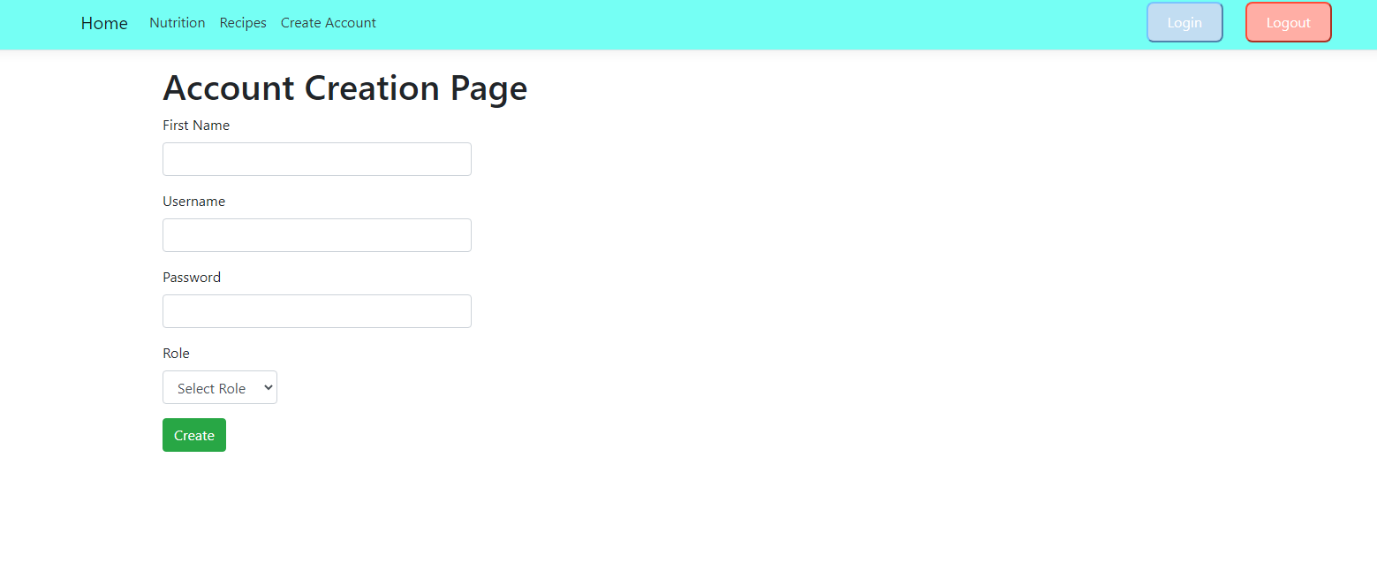 Home Nutrition Recipes Create Account Login Logout
Account Creation Page
First Name
Username
Password
Role
Select Role
Create